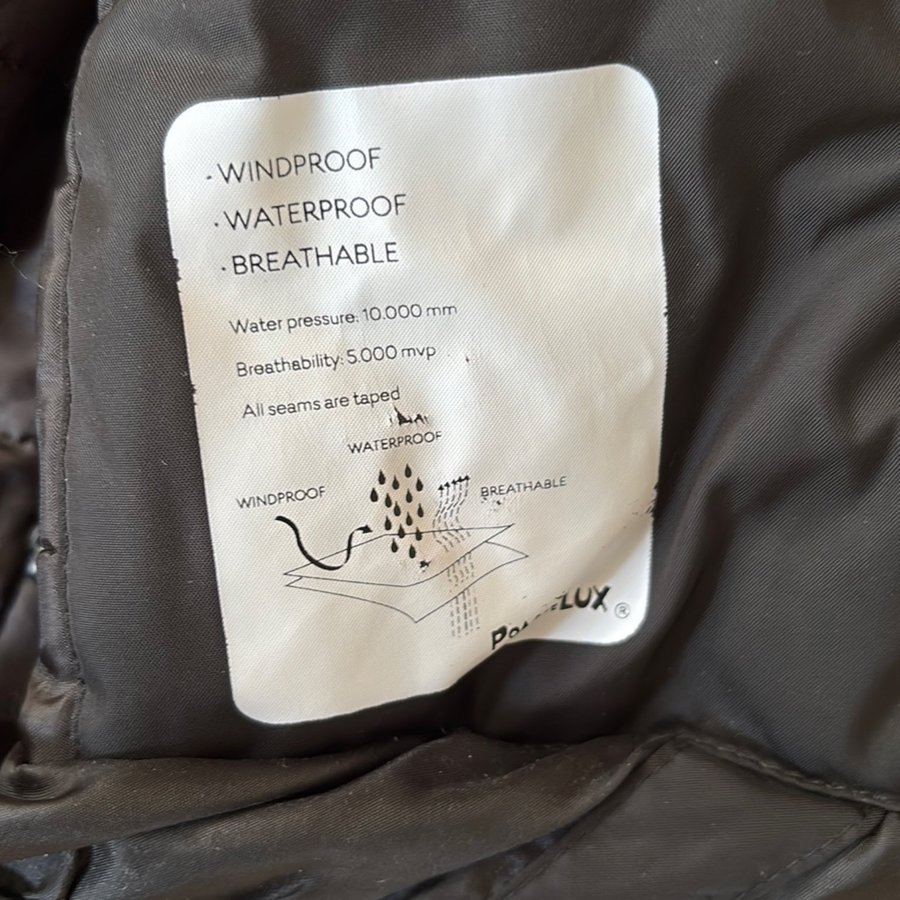 · WINDPROOF
· WATERPROOF
· BREATHABLE
Water pressure: 10.000 mm
Breathability: 5.000 mvp
All seams are taped
WATERPROOF
WINDPROOF
BREATHABLE
®